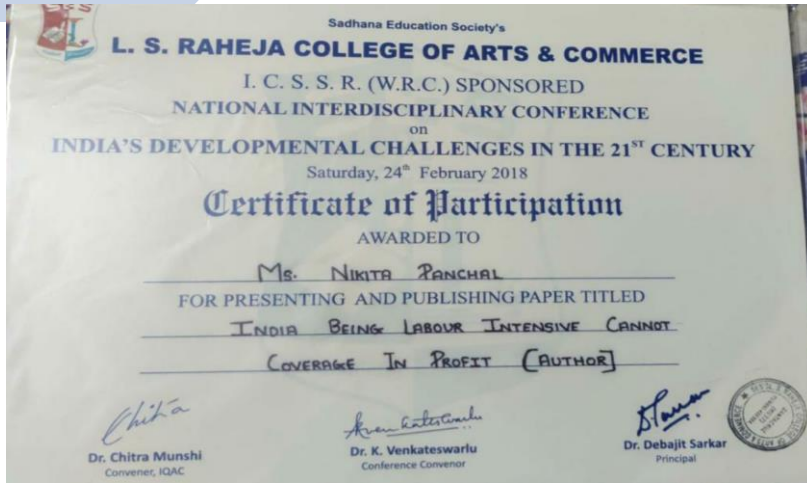 Sadhana Education Society's
L. S. RAHEJA COLLEGE OF ARTS & COMMERCE
I. C. S. S. R. (W.R.C.) SPONSORED
NATIONAL INTERDISCIPLINARY CONFERENCE
on
INDIA'S DEVELOPMENTAL CHALLENGES IN THE 21ST CENTURY
Saturday, 24th February 2018
Certificate of Participation
AWARDED TO
Ms. NIKITA PANCHAL
FOR PRESENTING AND PUBLISHING PAPER TITLED
INDIA BEING LABOUR INTENSIVE CANNOT
COVERAGE IN PROFIT [AUTHOR]
Chitra
Dr. Chitra Munshi
Convener, IQAC
Dr. K. Venkateswarlu
Conference Convenor
Dr. Debajit Sarkar
Principal